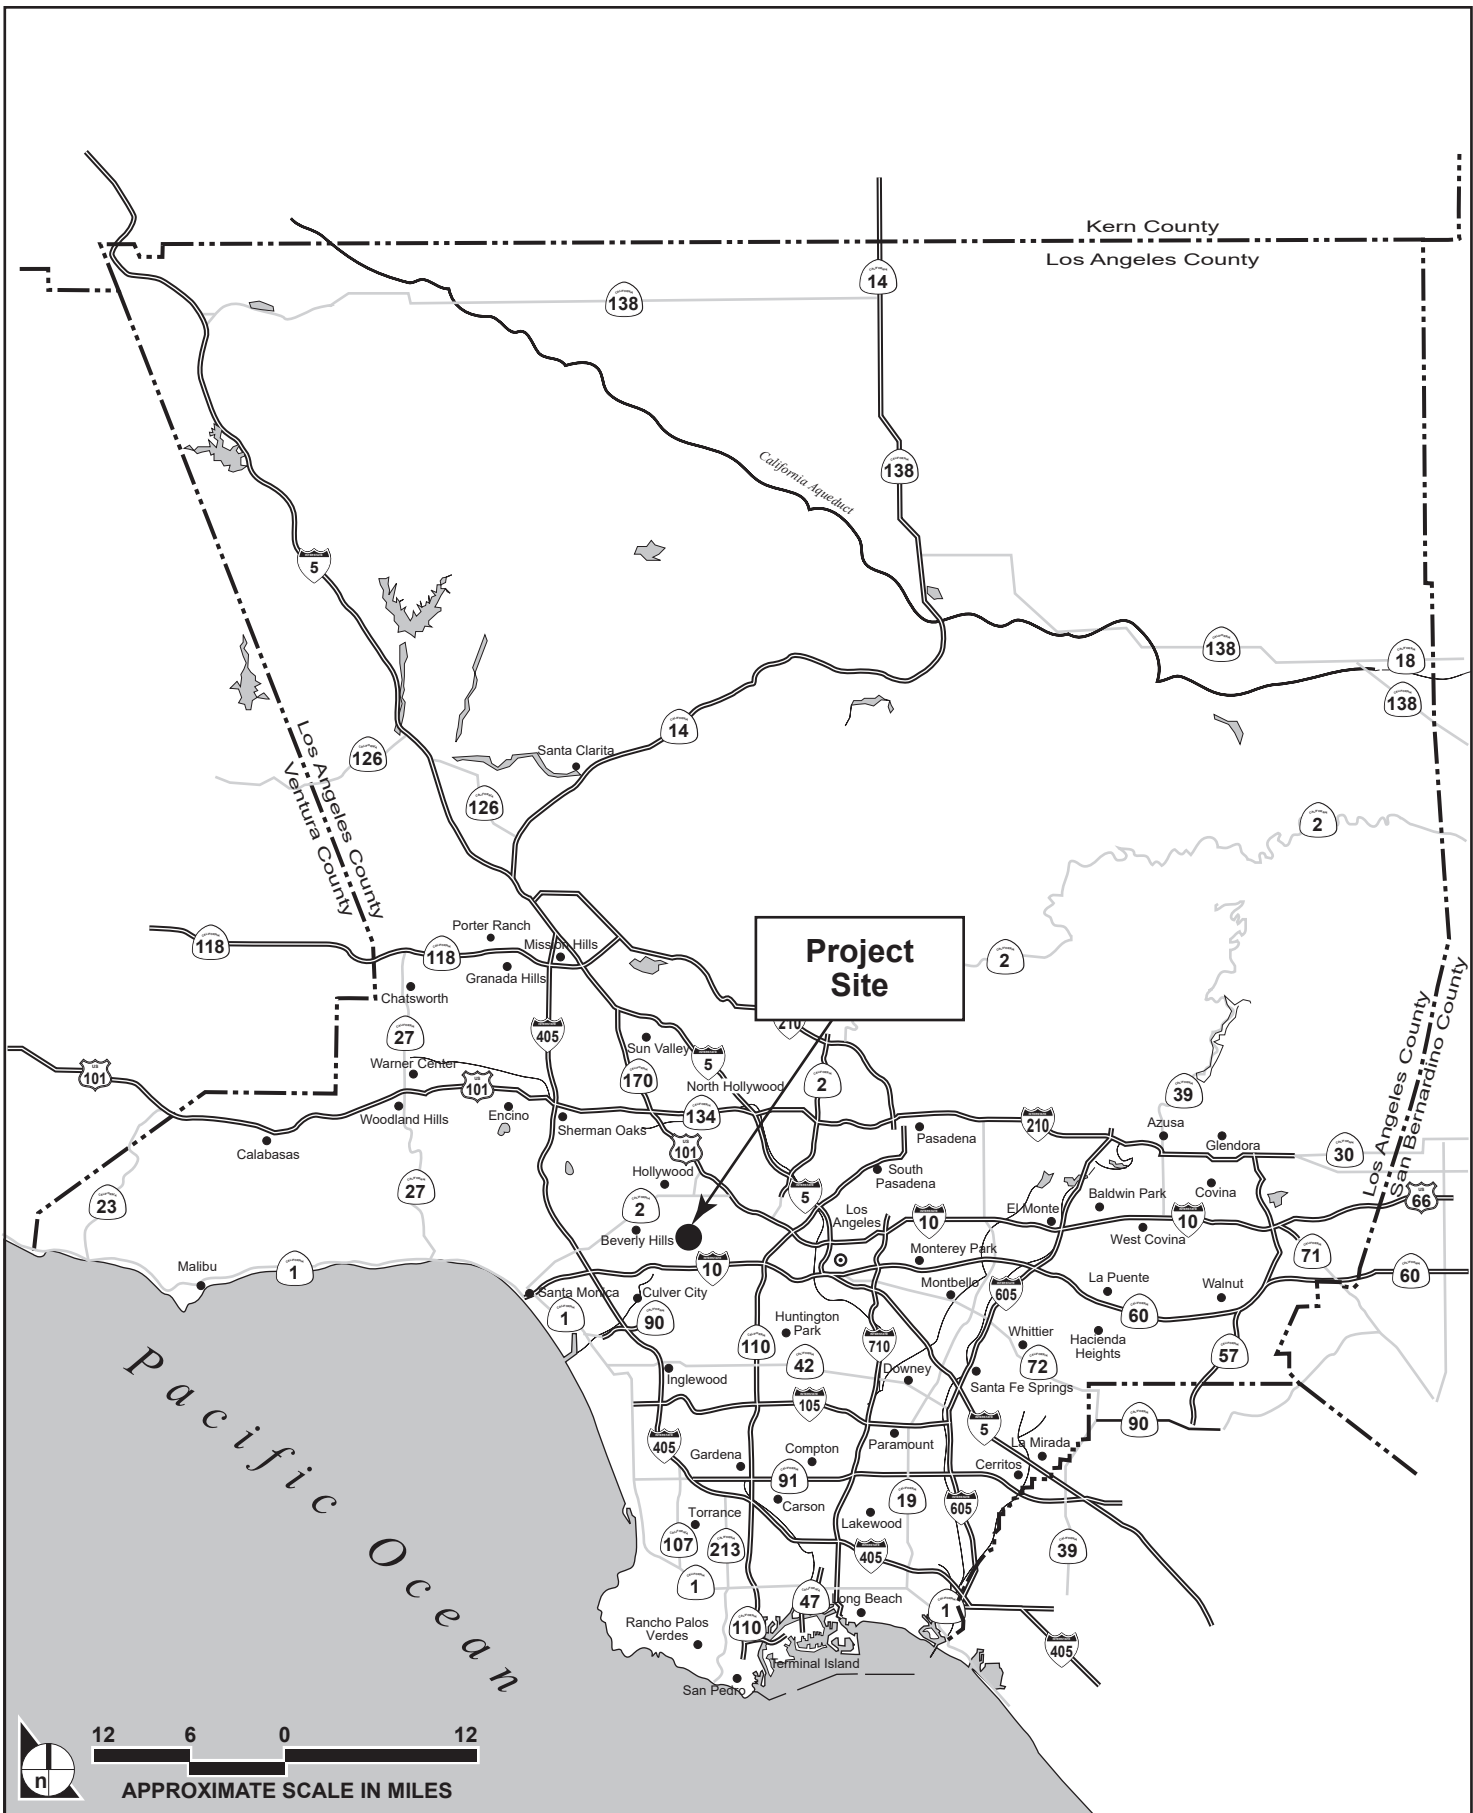 Kern County
Los Angeles County
14
138
138
California Aqueduct
5
138
18
138
14
126
Santa Clarita
126
Los Angeles County
Ventura County
2
118
118
Porter Ranch
Mission Hills
Granada Hills
Project
Site
2
Chatsworth
27
405
210
Sun Valley
5
Warner Center
101
101
170
North Hollywood
2
39
Woodland Hills
Encino
134
Sherman Oaks
210
Azusa
Glendora
Pasadena
Calabasas
101
30
Los Angeles County
San Bernardino County
Hollywood
South
Pasadena
27
23
5
Baldwin Park
Covina
66
2
Los
Angeles
10
El Monte
10
Beverly Hills
West Covina
Monterey Park
71
Malibu
1
10
60
Montbello
605
La Puente
Walnut
Santa Monica
Culver City
1
90
Huntington
Park
60
110
710
Whittier
Hacienda
Heights
57
42
72
Inglewood
Downey
Santa Fe Springs
105
90
5
405
Gardena
Compton
Paramount
La Mirada
Cerritos
91
Carson
19
605
Torrance
Lakewood
107
213
405
39
1
47
Long Beach
1
Rancho Palos
Verdes
110
405
Terminal Island
San Pedro
Pacific Ocean
12 6 0 12
n
APPROXIMATE SCALE IN MILES